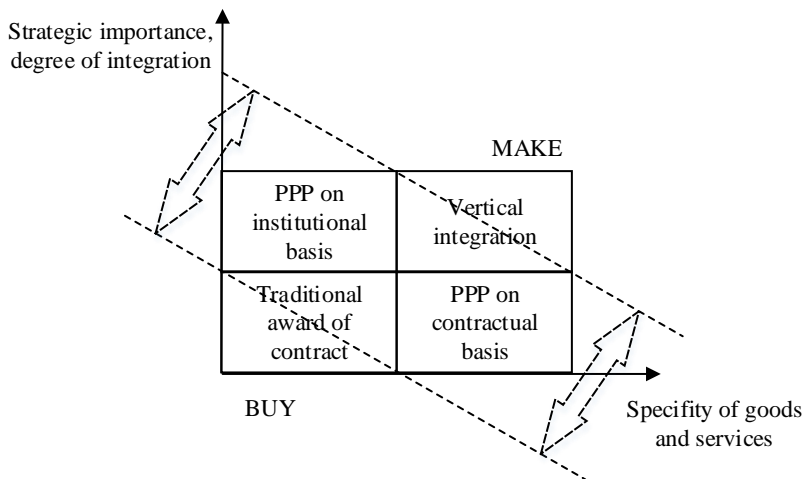 Strategic importance,
degree of integration
MAKE
PPP on
institutional
basis
Vertical
integration
Traditional
award of
contract
PPP on
contractual
basis
BUY
Specifity of goods
and services